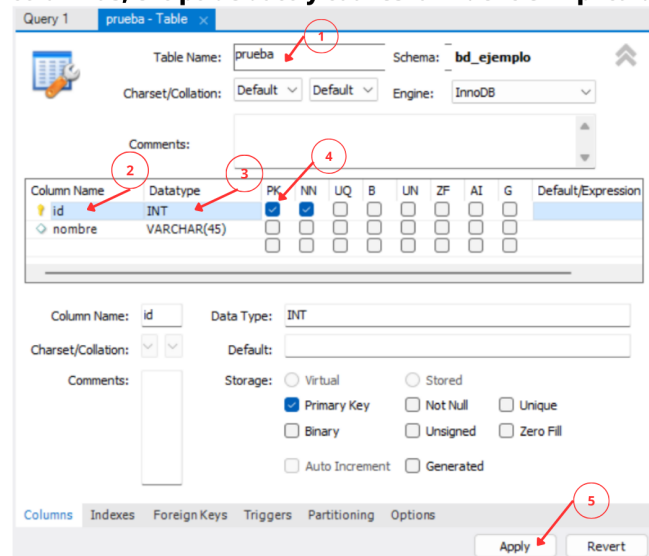 Query 1 prueba - Table ×
1
Table Name: prueba Schema: bd_ejemplo
Charset/Collation: Default Default Engine: InnoDB
Comments:
2 3 4
Column Name Datatype PK NN UQ B UN ZF AI G Default/Expression
id INT
nombre VARCHAR(45)
Column Name: id Data Type: INT
Charset/Collation: Default:
Comments: Storage: Virtual Stored
Primary Key Not Null Unique
Binary Unsigned Zero Fill
Auto Increment Generated
5
Columns Indexes Foreign Keys Triggers Partitioning Options
Apply Revert